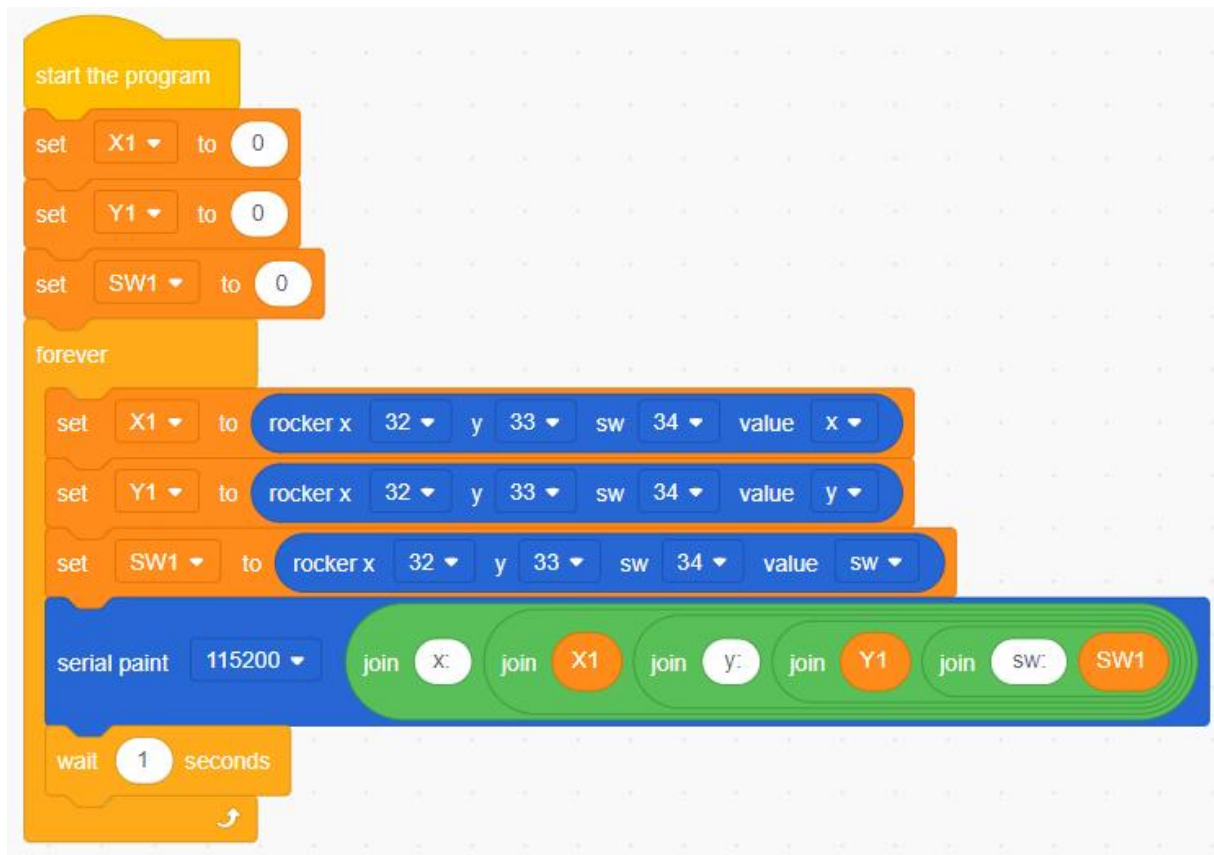 start the program
set X1 to 0
set Y1 to 0
set SW1 to 0
forever
set X1 to rocker x 32 y 33 sw 34 value x
set Y1 to rocker x 32 y 33 sw 34 value y
set SW1 to rocker x 32 y 33 sw 34 value sw
serial paint 115200 join x: join X1 join y: join Y1 join sw: SW1
wait 1 seconds